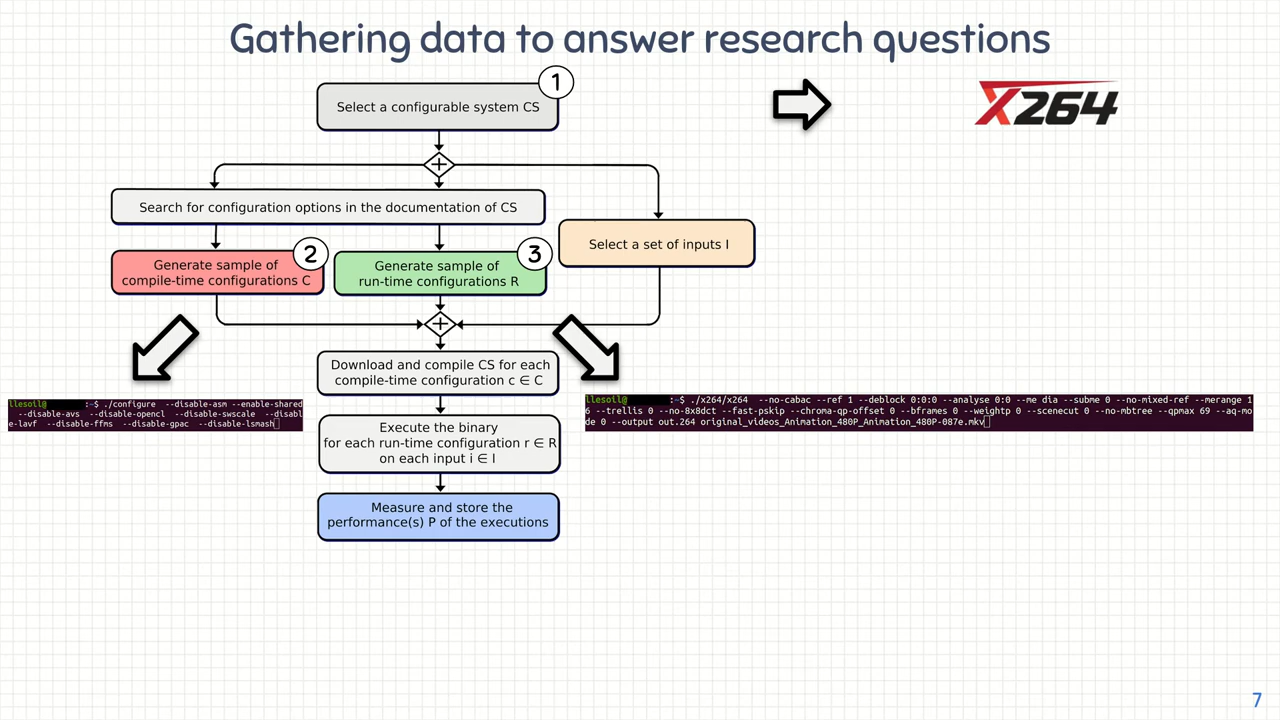 Gathering data to answer research questions
1
Select a configurable system CS
X264
Search for configuration options in the documentation of CS
Select a set of inputs I
2
Generate sample of
compile-time configurations C
3
Generate sample of
run-time configurations R
Download and compile CS for each
compile-time configuration c ∈ C
llesoil@ :~$ ./configure --disable-asm --enable-shared
--disable-avs --disable-opencl --disable-swscale --disabl
e-lavf --disable-ffms --disable-gpac --disable-lsmash
llesoil@ :~$ ./x264/x264 --no-cabac --ref 1 --deblock 0:0:0 --analyse 0:0 --me dia --subme 0 --no-mixed-ref --merange 1
6 --trellis 0 --no-8x8dct --fast-pskip --chroma-qp-offset 0 --bframes 0 --weightp 0 --scenecut 0 --no-mbtree --qpmax 69 --aq-mo
de 0 --output out.264 original_videos_Animation_480P_Animation_480P-087e.mkv
Execute the binary
for each run-time configuration r ∈ R
on each input i ∈ I
Measure and store the
performance(s) P of the executions
7